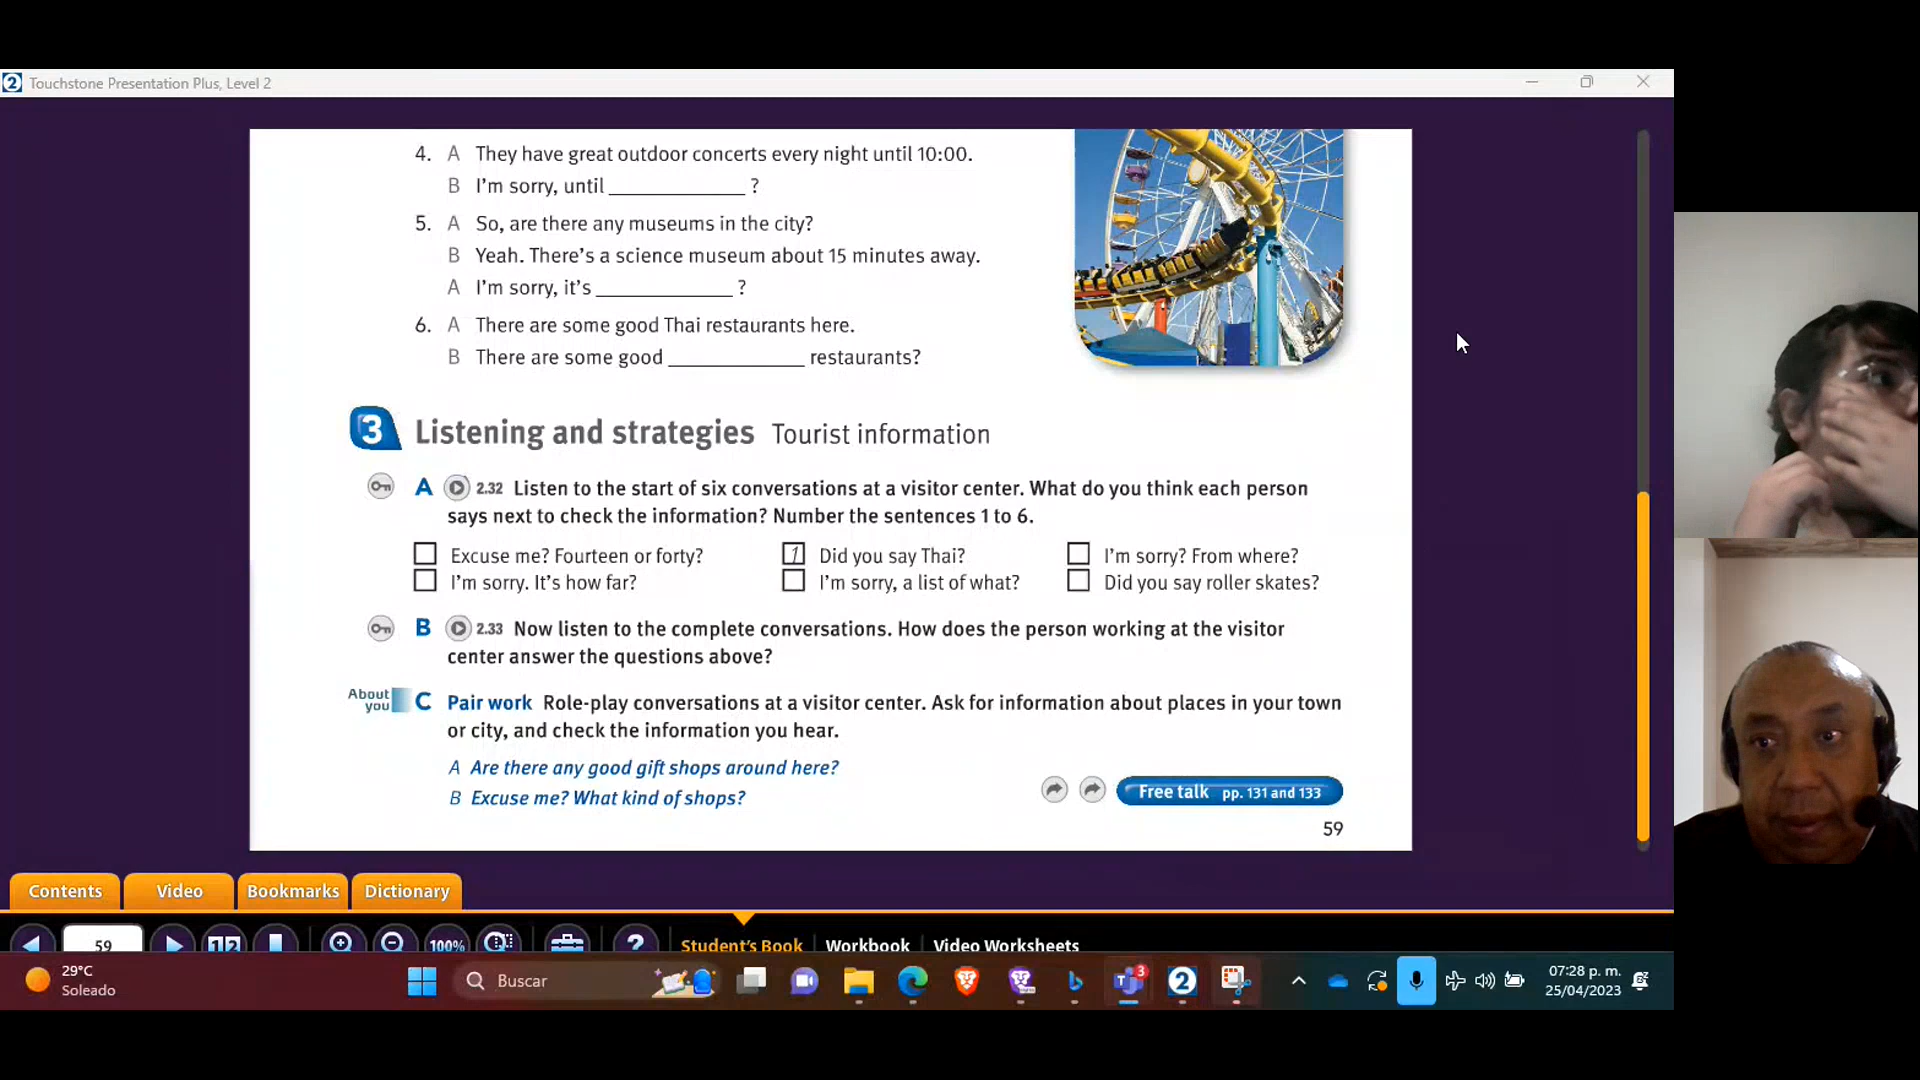 2 Touchstone Presentation Plus, Level 2
4. A They have great outdoor concerts every night until 10:00.
B I'm sorry, until ____________ ?
5. A So, are there any museums in the city?
B Yeah. There's a science museum about 15 minutes away.
A I'm sorry, it's ____________ ?
6. A There are some good Thai restaurants here.
B There are some good ____________ restaurants?
3 Listening and strategies Tourist information
A 2.32 Listen to the start of six conversations at a visitor center. What do you think each person
says next to check the information? Number the sentences 1 to 6.
Excuse me? Fourteen or forty? 1 Did you say Thai? I'm sorry? From where?
I'm sorry. It's how far? I'm sorry, a list of what? Did you say roller skates?
B 2.33 Now listen to the complete conversations. How does the person working at the visitor
center answer the questions above?
About you C Pair work Role-play conversations at a visitor center. Ask for information about places in your town
or city, and check the information you hear.
A Are there any good gift shops around here?
B Excuse me? What kind of shops?
Free talk pp. 131 and 133
59
Contents Video Bookmarks Dictionary
59 12 100% ? Student's Book Workbook Video Worksheets
29°C
Soleado
Buscar
3
2
07:28 p. m.
25/04/2023